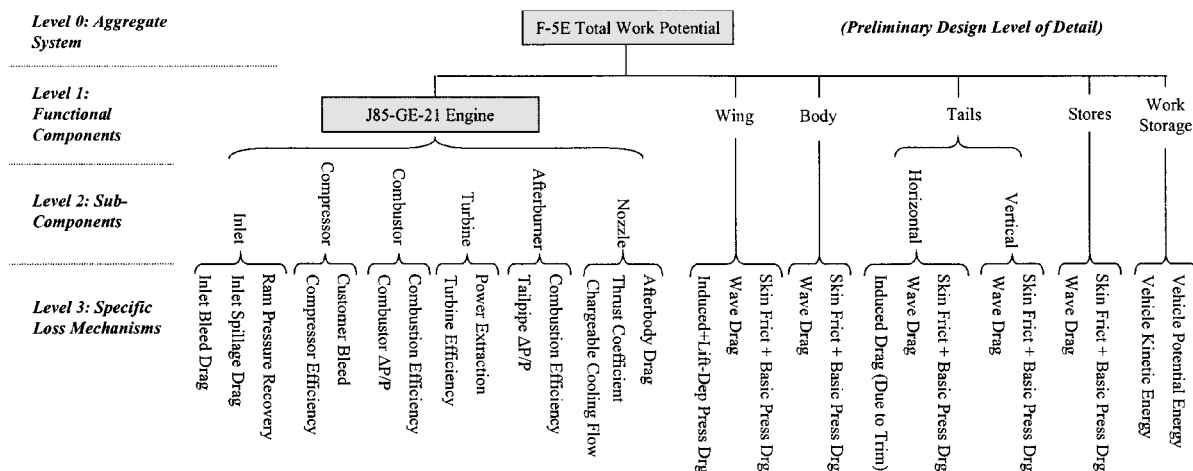 Level 0: Aggregate
System
F-5E Total Work Potential
(Preliminary Design Level of Detail)
Level 1:
Functional
Components
J85-GE-21 Engine
Wing
Body
Tails
Stores
Work
Storage
Level 2: Sub-
Components
Inlet
Compressor
Combustor
Turbine
Afterburner
Nozzle
Horizontal
Vertical
Level 3: Specific
Loss Mechanisms
Inlet Bleed Drag
Inlet Spillage Drag
Ram Pressure Recovery
Compressor Efficiency
Customer Bleed
Combustor ΔP/P
Combustion Efficiency
Turbine Efficiency
Power Extraction
Tailpipe ΔP/P
Combustion Efficiency
Chargeable Cooling Flow
Thrust Coefficient
Afterbody Drag
Induced+Lift-Dep Press Drg
Wave Drag
Skin Frict + Basic Press Drg
Wave Drag
Skin Frict + Basic Press Drg
Induced Drag (Due to Trim)
Wave Drag
Skin Frict + Basic Press Drg
Wave Drag
Skin Frict + Basic Press Drg
Wave Drag
Skin Frict + Basic Press Drg
Vehicle Kinetic Energy
Vehicle Potential Energy